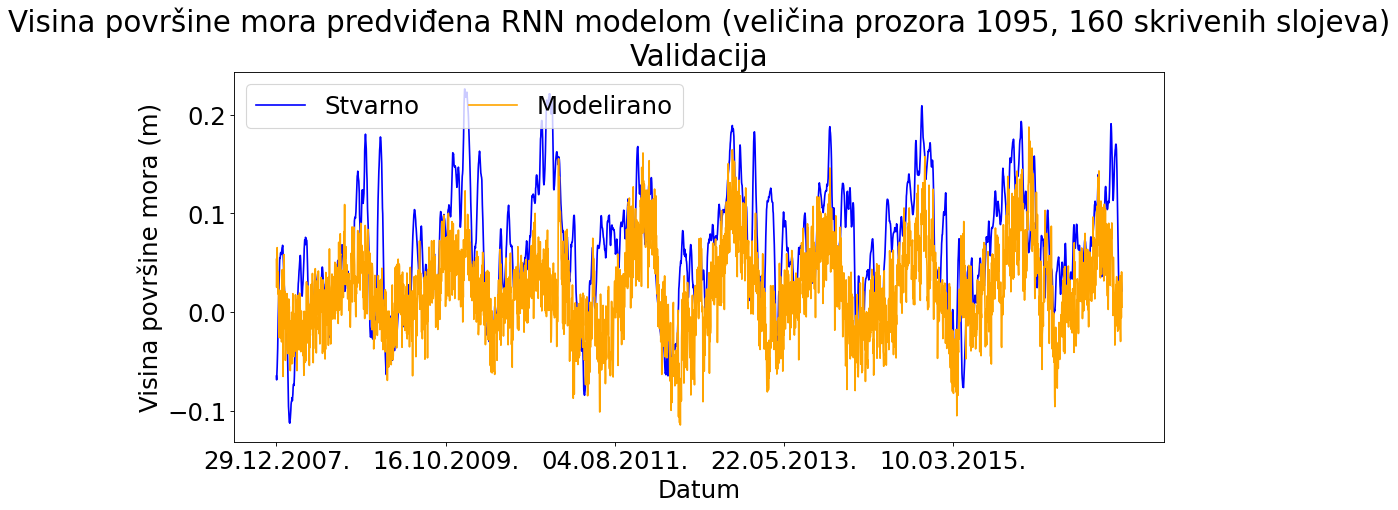 Visina površine mora predviđena RNN modelom (veličina prozora 1095, 160 skrivenih slojeva)
Validacija
Stvarno Modelirano
Visina površine mora (m)
0.2
0.1
0.0
−0.1
29.12.2007. 16.10.2009. 04.08.2011. 22.05.2013. 10.03.2015.
Datum